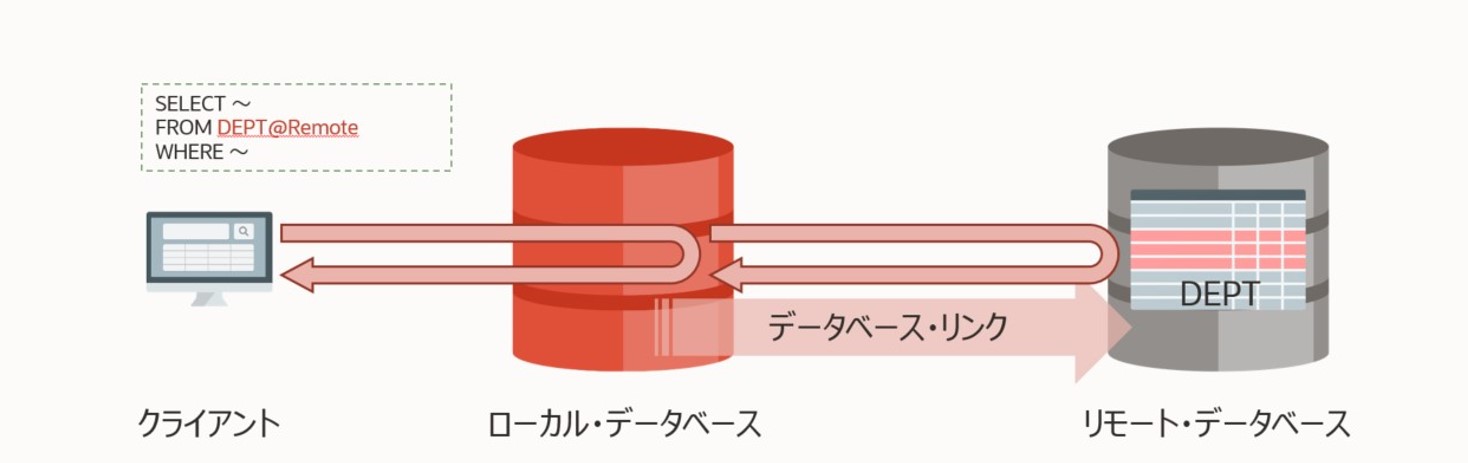 SELECT ～
FROM DEPT@Remote
WHERE ～
DEPT
データベース・リンク
クライアント
ローカル・データベース
リモート・データベース